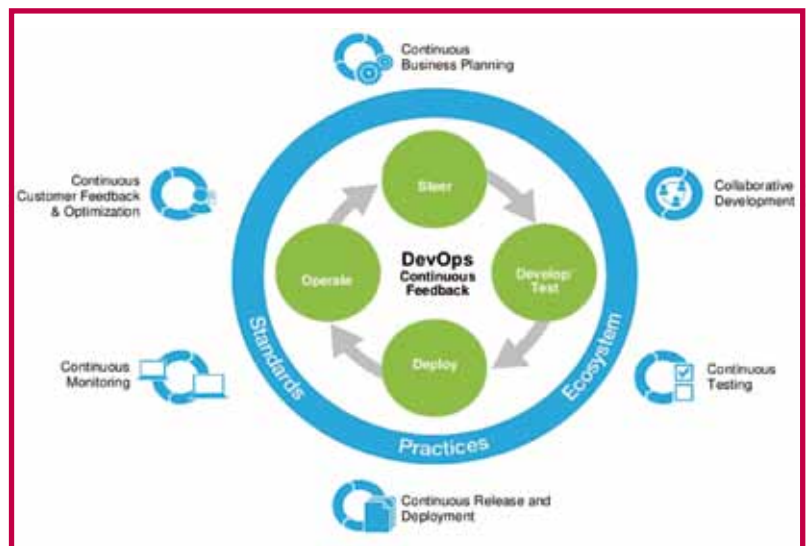 Continuous
Business Planning
Continuous
Customer Feedback
& Optimization
Collaborative
Development
Steer
Operate
DevOps
Continuous
Feedback
Develop/
Test
Deploy
Continuous
Monitoring
Continuous
Testing
Standards
Practices
Ecosystem
Continuous Release and
Deployment